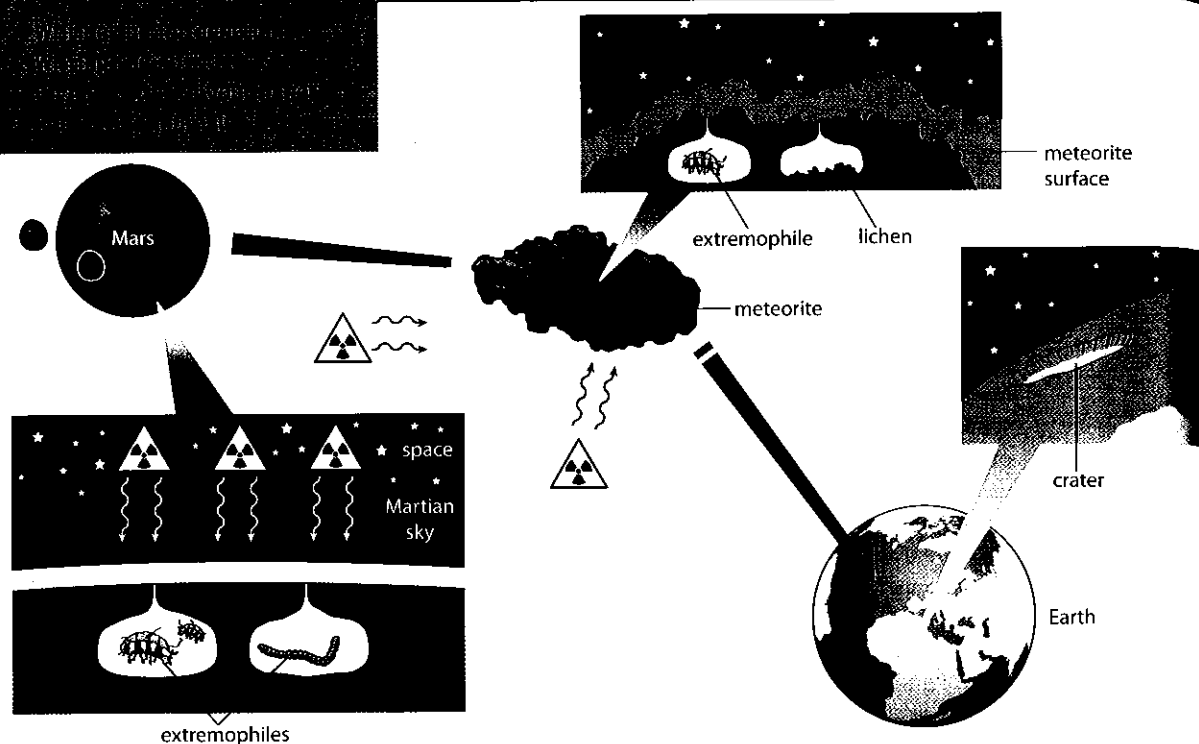 meteorite
surface
extremophile
lichen
Mars
meteorite
space
Martian
sky
crater
Earth
extremophiles